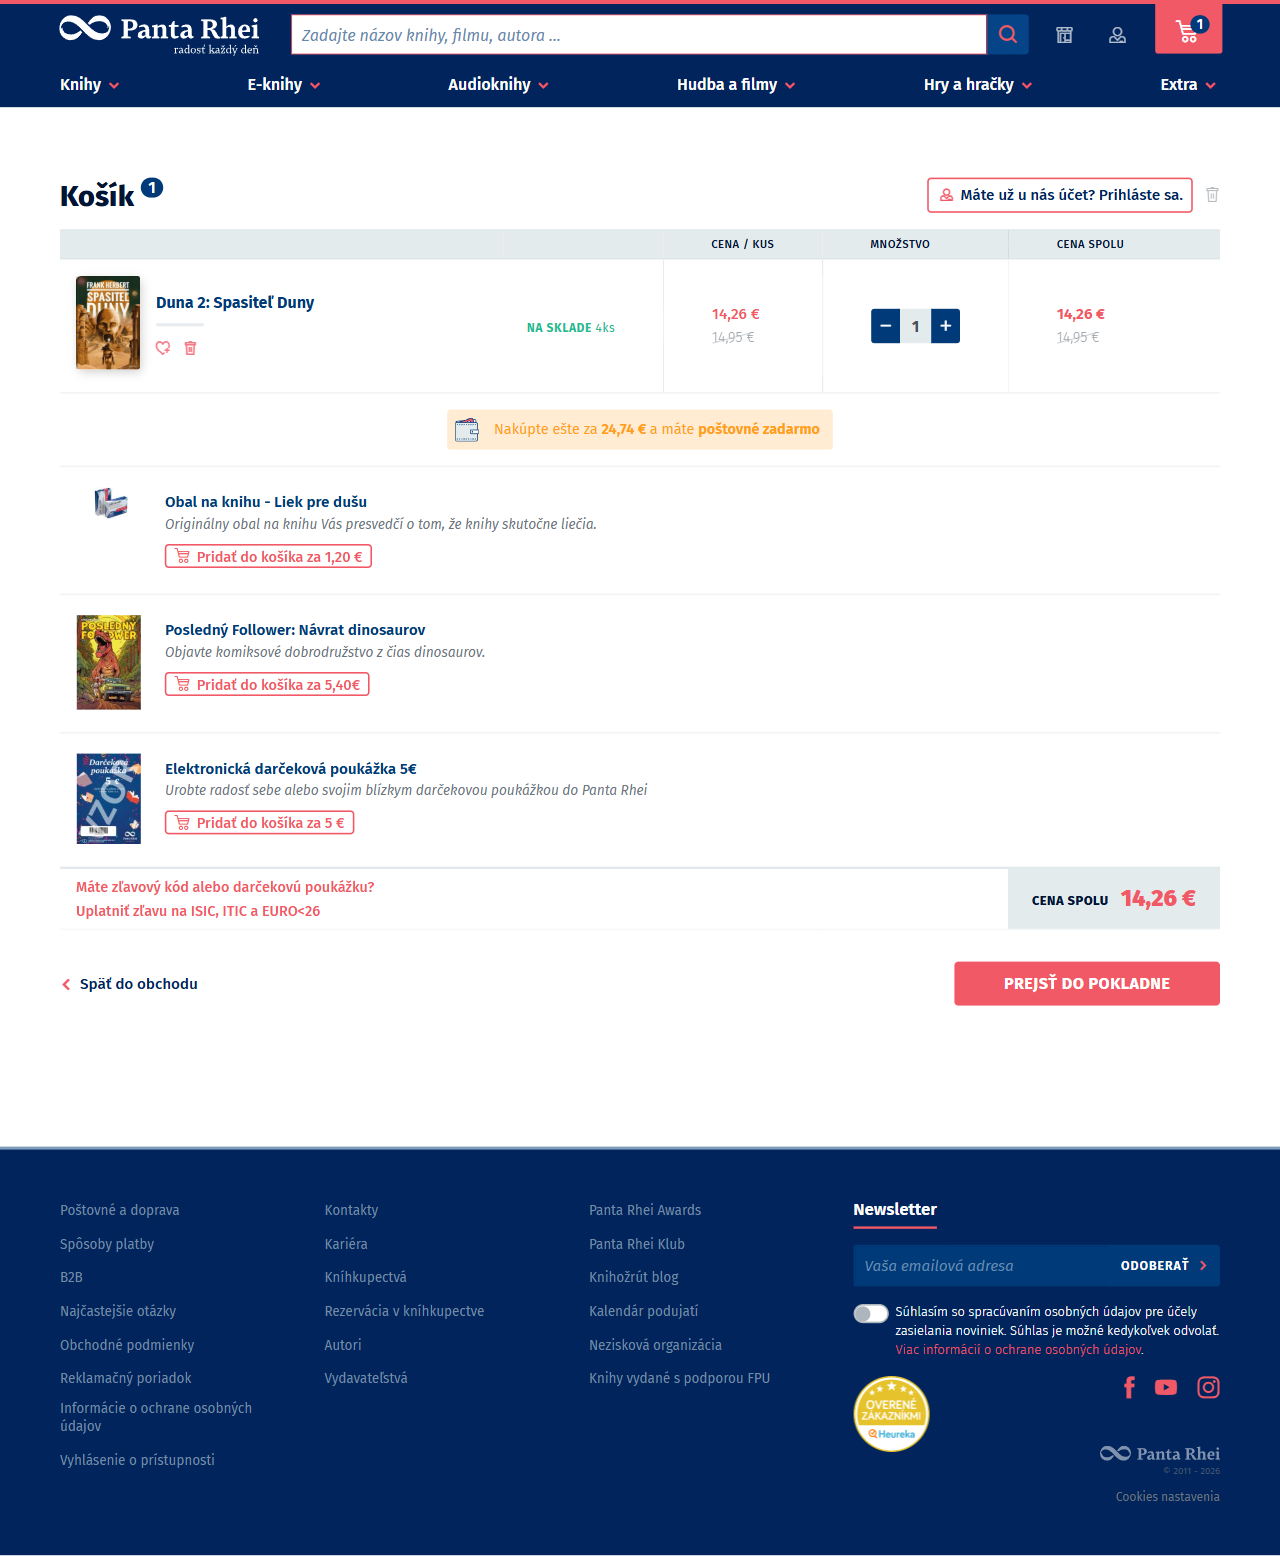 Panta Rhei
radosť každý deň
Zadajte názov knihy, filmu, autora ...
1
Knihy
E-knihy
Audioknihy
Hudba a filmy
Hry a hračky
Extra
Košík 1
Máte už u nás účet? Prihláste sa.
CENA / KUS
MNOŽSTVO
CENA SPOLU
FRANK HERBERT
SPASITEĽ
DUNY
Duna 2: Spasiteľ Duny
NA SKLADE 4ks
14,26 €
14,95 €
1
14,26 €
14,95 €
Nakúpte ešte za 24,74 € a máte poštovné zadarmo
Obal na knihu - Liek pre dušu
Originálny obal na knihu Vás presvedčí o tom, že knihy skutočne liečia.
Pridať do košíka za 1,20 €
POSLEDNÝ
FOLLOWER
Posledný Follower: Návrat dinosaurov
Objavte komiksové dobrodružstvo z čias dinosaurov.
Pridať do košíka za 5,40€
Darčeková
poukážka
5 €
VZOR
Elektronická darčeková poukážka 5€
Urobte radosť sebe alebo svojim blízkym darčekovou poukážkou do Panta Rhei
Pridať do košíka za 5 €
Máte zľavový kód alebo darčekovú poukážku?
Uplatniť zľavu na ISIC, ITIC a EURO<26
CENA SPOLU 14,26 €
Späť do obchodu
PREJSŤ DO POKLADNE
Poštovné a doprava
Spôsoby platby
B2B
Najčastejšie otázky
Obchodné podmienky
Reklamačný poriadok
Informácie o ochrane osobných
údajov
Vyhlásenie o prístupnosti
Kontakty
Kariéra
Kníhkupectvá
Rezervácia v kníhkupectve
Autori
Vydavateľstvá
Panta Rhei Awards
Panta Rhei Klub
Knihožrút blog
Kalendár podujatí
Nezisková organizácia
Knihy vydané s podporou FPU
Newsletter
Vaša emailová adresa
ODOBERAŤ
Súhlasím so spracúvaním osobných údajov pre účely
zasielania noviniek. Súhlas je možné kedykoľvek odvolať.
Viac informácií o ochrane osobných údajov.
OVERENÉ
ZÁKAZNÍKMI
Heureka
Panta Rhei
© 2011 - 2026
Cookies nastavenia